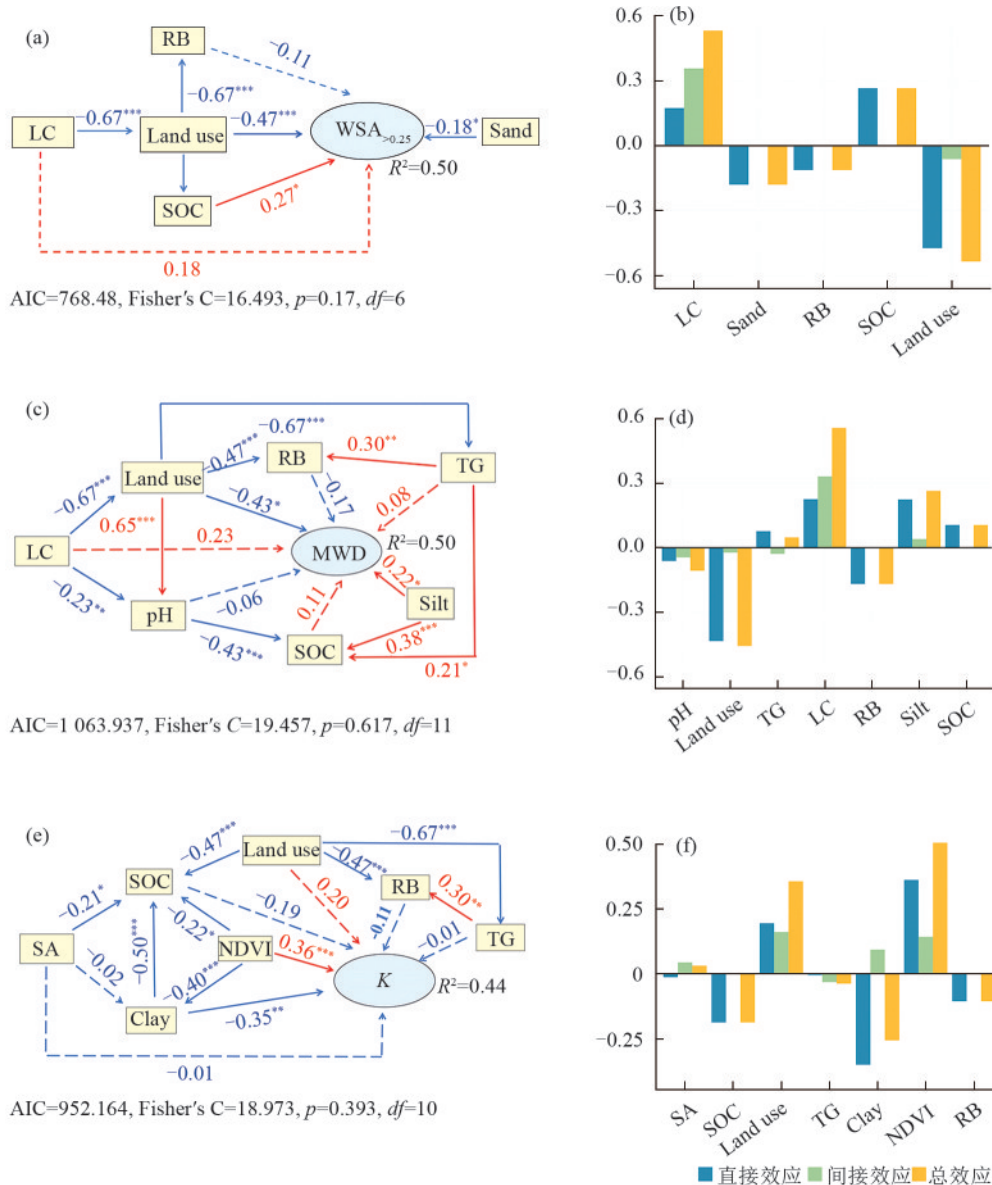 (a)
RB
−0.11
−0.67***
LC
−0.67***
Land use
−0.47***
WSA>0.25
−0.18*
Sand
R²=0.50
SOC
0.27*
0.18
AIC=768.48, Fisher's C=16.493, p=0.17, df=6
(b)
0.6
0.3
0.0
−0.3
−0.6
LC
Sand
RB
SOC
Land use
(c)
−0.67***
−0.47***
RB
0.30**
TG
Land use
−0.67***
−0.43*
−0.17
0.08
0.65***
0.23
R²=0.50
LC
MWD
0.22*
−0.23**
−0.06
Silt
pH
0.11
−0.43***
SOC
0.38***
0.21*
AIC=1 063.937, Fisher's C=19.457, p=0.617, df=11
(d)
0.6
0.3
0.0
−0.3
−0.6
pH
Land use
TG
LC
RB
Silt
SOC
(e)
−0.47***
Land use
−0.67***
−0.47***
SOC
RB
0.30**
−0.21*
0.20
−0.19
−0.11
TG
−0.22*
−0.01
SA
−0.50***
NDVI
0.36***
−0.02
−0.40***
K
R²=0.44
Clay
−0.35**
−0.01
AIC=952.164, Fisher's C=18.973, p=0.393, df=10
(f)
0.50
0.25
0
−0.25
SA
SOC
Land use
TG
Clay
NDVI
RB
直接效应 间接效应 总效应